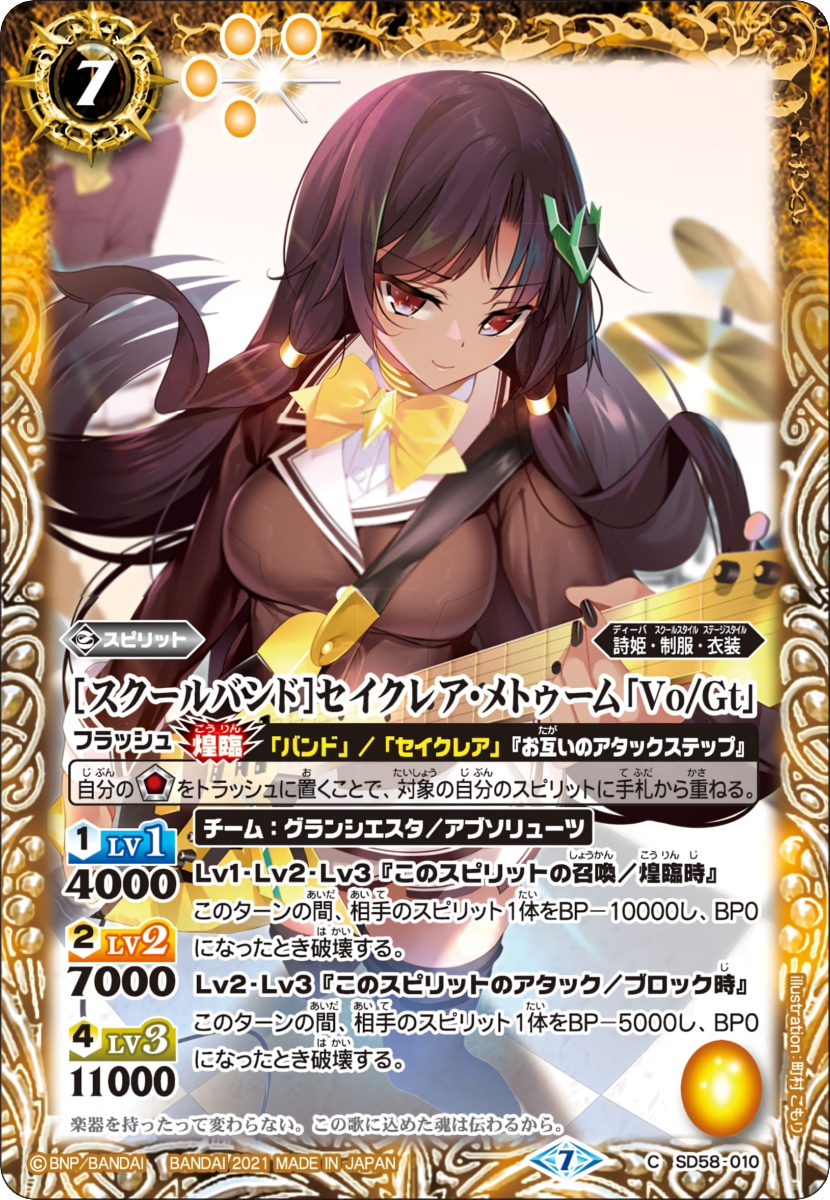 7
スピリット
ディーバ スクールスタイル ステージスタイル
詩姫・制服・衣装
[スクールバンド]セイクレア・メトゥーム「Vo/Gt」
フラッシュ 煌臨 「バンド」/「セイクレア」『お互いのアタックステップ』
自分の をトラッシュに置くことで、対象の自分のスピリットに手札から重ねる。
チーム:グランシエスタ/アブソリューツ
1 LV1
4000
2 LV2
7000
4 LV3
11000
Lv1・Lv2・Lv3『このスピリットの召喚/煌臨時』
このターンの間、相手のスピリット1体をBP-10000し、BP0
になったとき破壊する。
Lv2・Lv3『このスピリットのアタック/ブロック時』
このターンの間、相手のスピリット1体をBP-5000し、BP0
になったとき破壊する。
楽器を持ったって変わらない。この歌に込めた魂は伝わるから。
illustration:町村こもり
©BNP/BANDAI BANDAI 2021 MADE IN JAPAN
7
C SD58-010